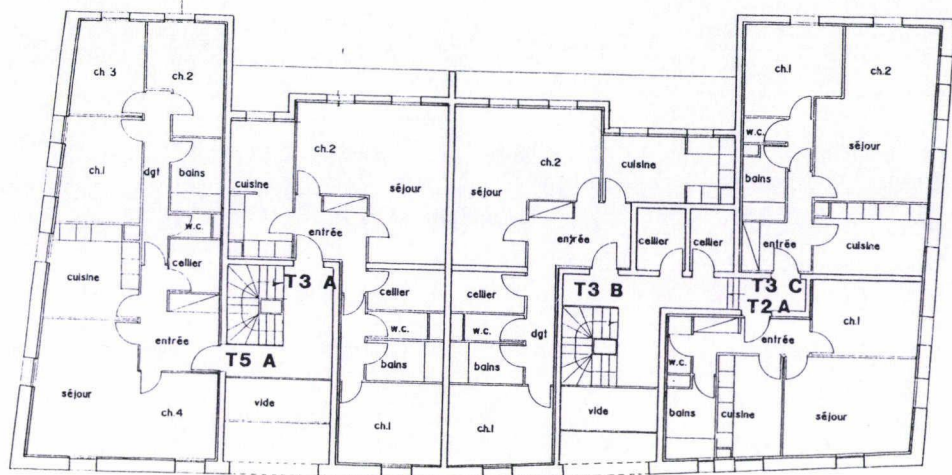 ch. 3
ch. 2
ch. 1
dgt
bains
w.c.
cellier
cuisine
entrée
séjour
ch. 4
T5 A
cuisine
ch. 2
séjour
entrée
T3 A
cellier
w.c.
bains
ch. 1
vide
ch. 2
séjour
cuisine
entrée
cellier
cellier
T3 B
cellier
w.c.
dgt
bains
ch. 1
vide
ch. 1
ch. 2
w.c.
séjour
bains
entrée
cuisine
T3 C
T2 A
ch. 1
entrée
w.c.
bains
cuisine
séjour